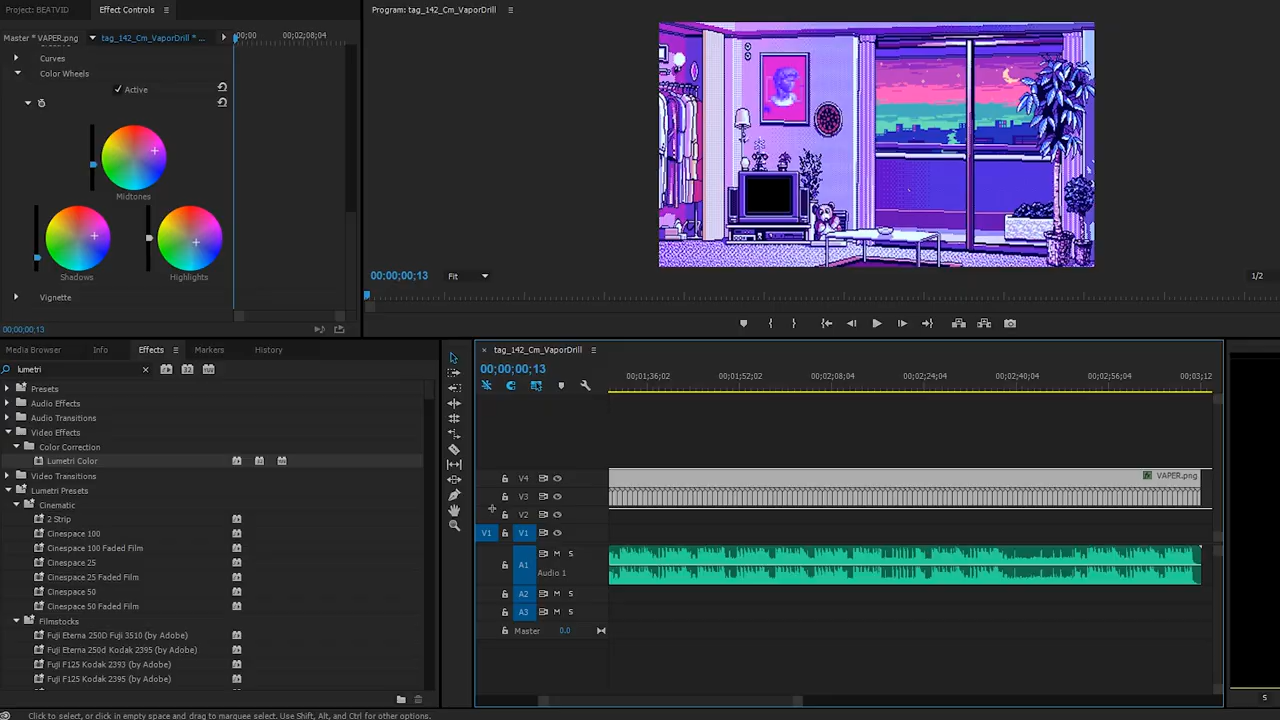 Project: BEATVID
Effect Controls
Program: tag_142_Cm_VaporDrill
Master * VAPER.png
tag_142_Cm_VaporDrill * ...
00:00
00;02;08;04
Curves
Color Wheels
Active
Midtones
Shadows
Highlights
Vignette
00;00;00;13
00;00;00;13
Fit
1/2
Media Browser
Info
Effects
Markers
History
lumetri
Presets
Audio Effects
Audio Transitions
Video Effects
Color Correction
Lumetri Color
Video Transitions
Lumetri Presets
Cinematic
2 Strip
Cinespace 100
Cinespace 100 Faded Film
Cinespace 25
Cinespace 25 Faded Film
Cinespace 50
Cinespace 50 Faded Film
Filmstocks
Fuji Eterna 250D Fuji 3510 (by Adobe)
Fuji Eterna 250d Kodak 2395 (by Adobe)
Fuji F125 Kodak 2393 (by Adobe)
Fuji F125 Kodak 2395 (by Adobe)
tag_142_Cm_VaporDrill
00;00;00;13
00;01;36;02
00;01;52;02
00;02;08;04
00;02;24;04
00;02;40;04
00;02;56;04
00;03;12
V4
VAPER.png
V3
V2
V1
V1
A1
M
S
Audio 1
A2
M
S
A3
M
S
Master
0.0
S
Click to select, or click in empty space and drag to marquee select. Use Shift, Alt, and Ctrl for other options.